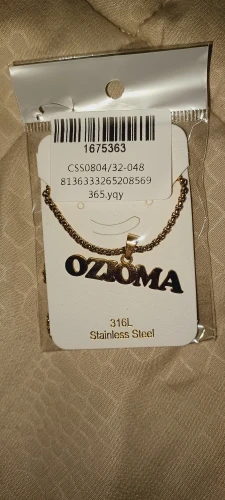 1675363
CSS0804/32-048
8136333265208569
365.yqy
OZIOMA
316L
Stainless Steel